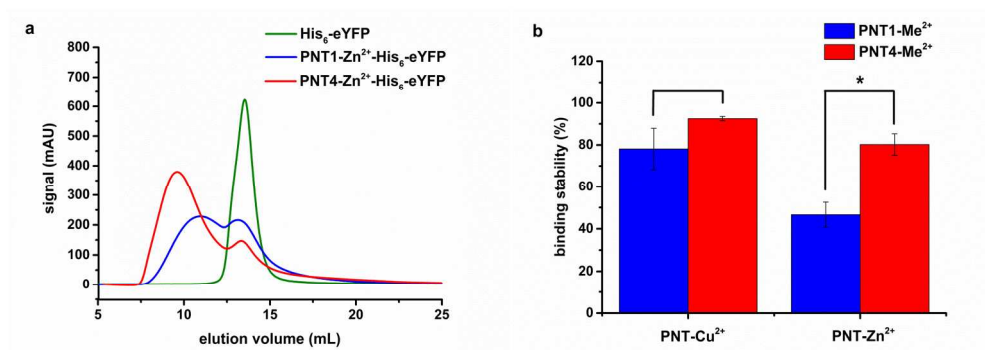 a
His₆-eYFP
PNT1-Zn²⁺-His₆-eYFP
PNT4-Zn²⁺-His₆-eYFP
800
700
600
500
400
300
200
100
0
signal (mAU)
5
10
15
20
25
elution volume (mL)
b
PNT1-Me²⁺
PNT4-Me²⁺
120
100
80
60
40
20
0
binding stability (%)
*
PNT-Cu²⁺
PNT-Zn²⁺